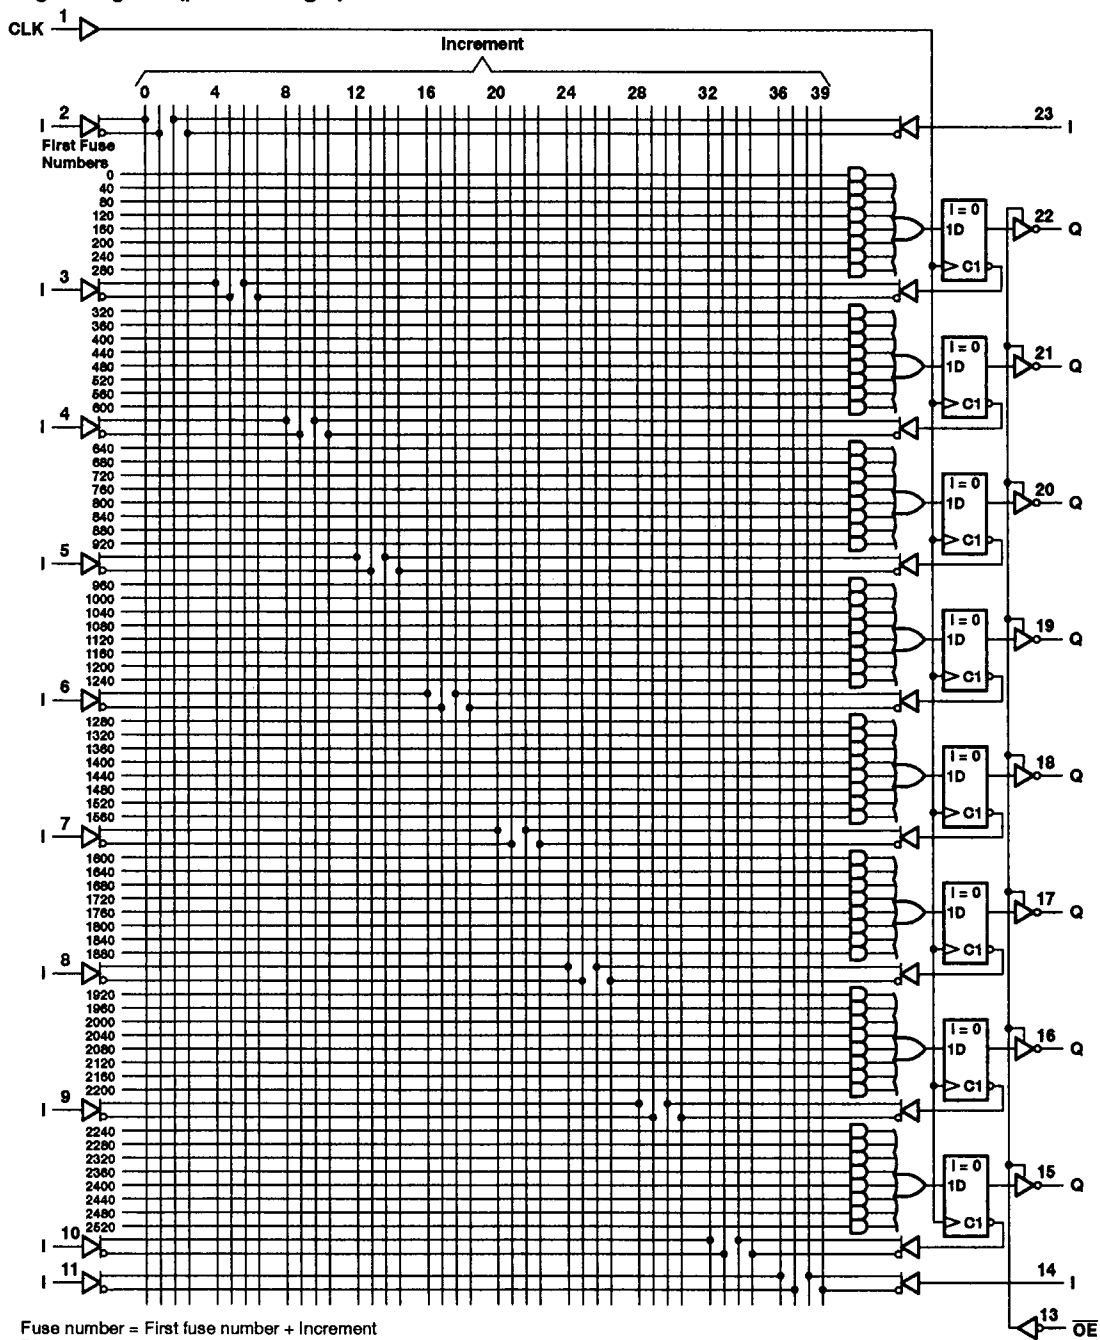 CLK 1
Increment
0 4 8 12 16 20 24 28 32 36 39
I 2
23 I
First Fuse
Numbers
0
40
80
120
160
200
240
280
I = 0
1D
C1
22 Q
I 3
320
360
400
440
480
520
560
600
I = 0
1D
C1
21 Q
I 4
640
680
720
760
800
840
880
920
I = 0
1D
C1
20 Q
I 5
960
1000
1040
1080
1120
1160
1200
1240
I = 0
1D
C1
19 Q
I 6
1280
1320
1360
1400
1440
1480
1520
1560
I = 0
1D
C1
18 Q
I 7
1600
1640
1680
1720
1760
1800
1840
1880
I = 0
1D
C1
17 Q
I 8
1920
1960
2000
2040
2080
2120
2160
2200
I = 0
1D
C1
16 Q
I 9
2240
2280
2320
2360
2400
2440
2480
2520
I = 0
1D
C1
15 Q
I 10
I 11
14 I
13 OE
Fuse number = First fuse number + Increment